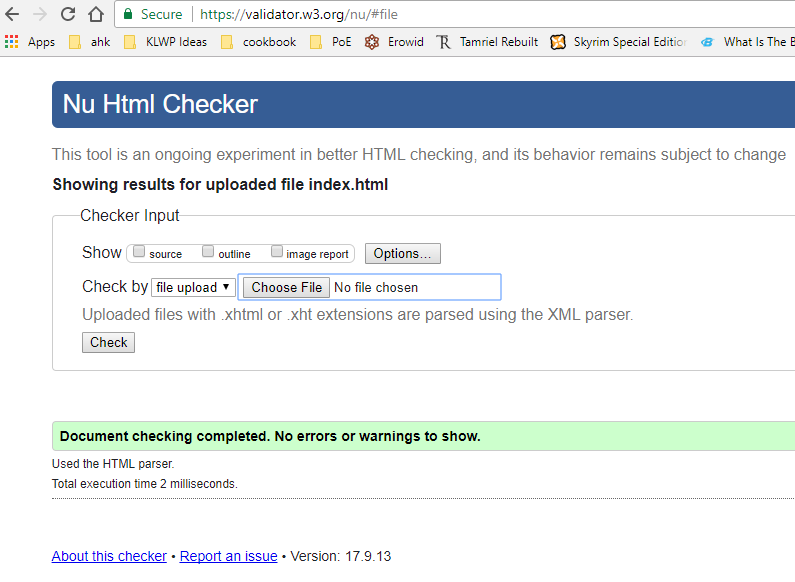 Secure https://validator.w3.org/nu/#file
Apps ahk KLWP Ideas cookbook PoE Erowid Tamriel Rebuilt Skyrim Special Edition What Is The B
Nu Html Checker
This tool is an ongoing experiment in better HTML checking, and its behavior remains subject to change
Showing results for uploaded file index.html
Checker Input
Show source outline image report Options...
Check by file upload Choose File No file chosen
Uploaded files with .xhtml or .xht extensions are parsed using the XML parser.
Check
Document checking completed. No errors or warnings to show.
Used the HTML parser.
Total execution time 2 milliseconds.
About this checker • Report an issue • Version: 17.9.13